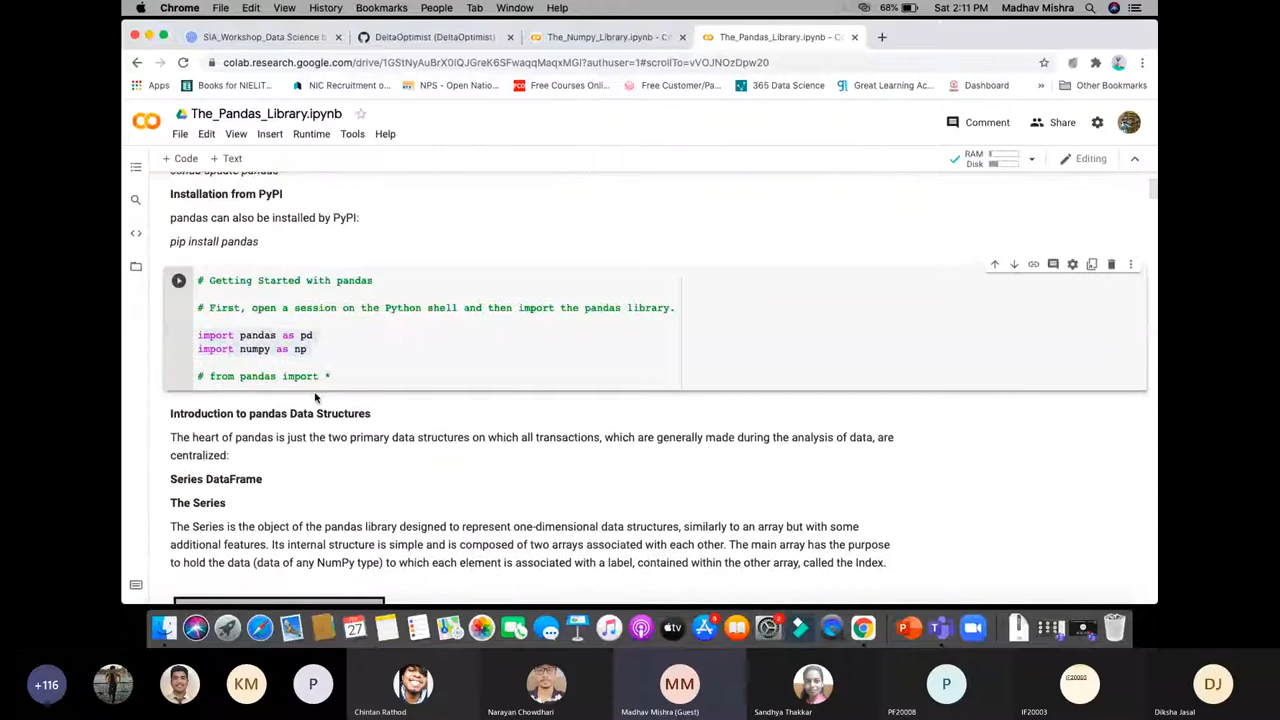 Chrome File Edit View History Bookmarks People Tab Window Help 68% Sat 2:11 PM Madhav Mishra
SIA_Workshop_Data Science b × DeltaOptimist (DeltaOptimist) × The_Numpy_Library.ipynb - Co × The_Pandas_Library.ipynb - Co × +
colab.research.google.com/drive/1GStNyAuBrX0IQJGreK6SFwaqqMaqxMGI?authuser=1#scrollTo=vVOJNOzDpw20
Apps Books for NIELIT... NIC Recruitment o... NPS - Open Natio... Free Courses Onli... Free Customer/Pa... 365 Data Science Great Learning Ac... Dashboard » Other Bookmarks
The_Pandas_Library.ipynb
Comment Share
File Edit View Insert Runtime Tools Help
+ Code + Text RAM Disk Editing
conda update pandas
Installation from PyPI
pandas can also be installed by PyPI:
pip install pandas
# Getting Started with pandas
# First, open a session on the Python shell and then import the pandas library.
import pandas as pd
import numpy as np
# from pandas import *
Introduction to pandas Data Structures
The heart of pandas is just the two primary data structures on which all transactions, which are generally made during the analysis of data, are
centralized:
Series DataFrame
The Series
The Series is the object of the pandas library designed to represent one-dimensional data structures, similarly to an array but with some
additional features. Its internal structure is simple and is composed of two arrays associated with each other. The main array has the purpose
to hold the data (data of any NumPy type) to which each element is associated with a label, contained within the other array, called the Index.
+116 KM P MM P DJ
Chintan Rathod Narayan Chowdhari Madhav Mishra (Guest) Sandhya Thakkar PF20008 IF20003 Diksha Jasal